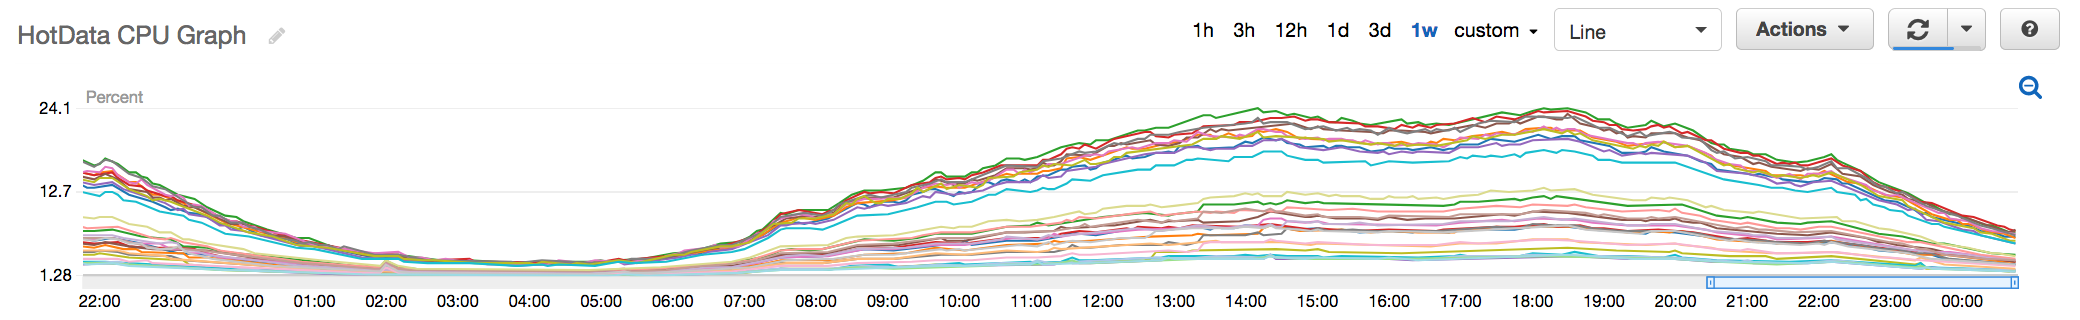 HotData CPU Graph
1h 3h 12h 1d 3d 1w custom Line Actions ?
Percent
24.1
12.7
1.28
22:00 23:00 00:00 01:00 02:00 03:00 04:00 05:00 06:00 07:00 08:00 09:00 10:00 11:00 12:00 13:00 14:00 15:00 16:00 17:00 18:00 19:00 20:00 21:00 22:00 23:00 00:00